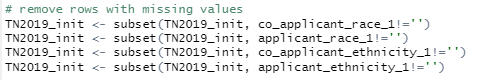 # remove rows with missing values
TN2019_init <- subset(TN2019_init, co_applicant_race_1!='')
TN2019_init <- subset(TN2019_init, applicant_race_1!='')
TN2019_init <- subset(TN2019_init, co_applicant_ethnicity_1!='')
TN2019_init <- subset(TN2019_init, applicant_ethnicity_1!='')